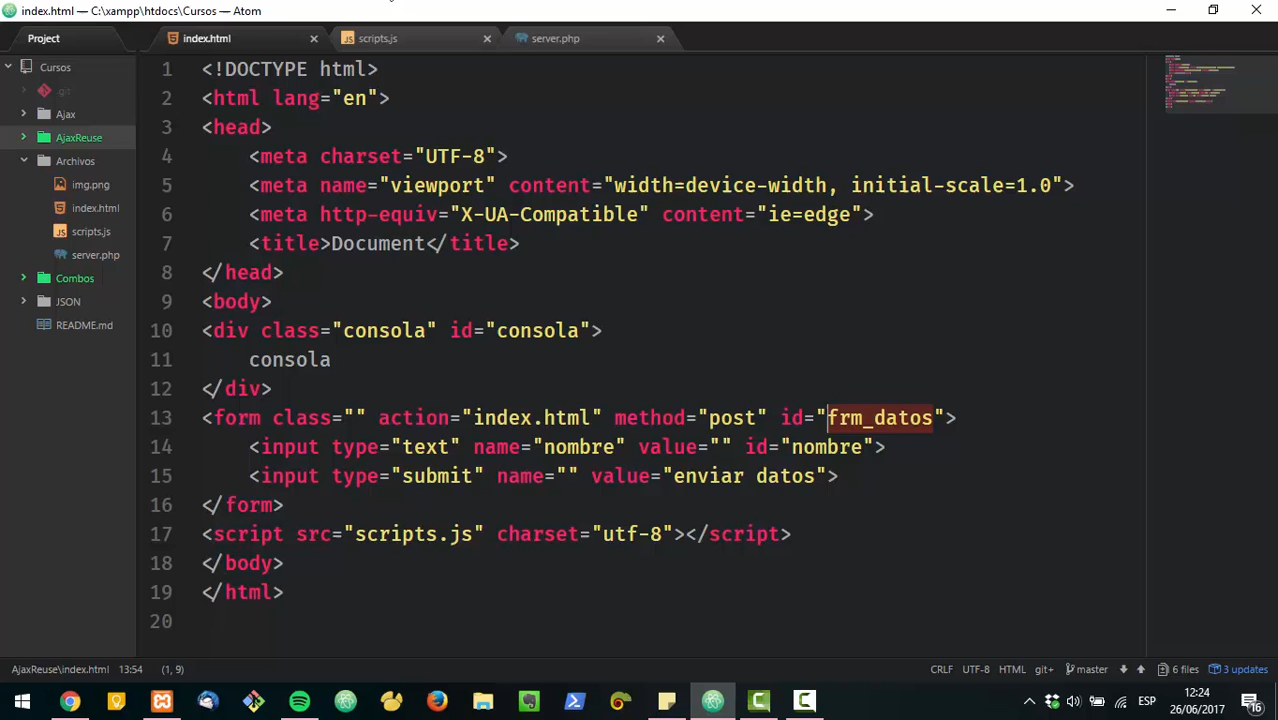 index.html — C:\xampp\htdocs\Cursos — Atom
Project
index.html
scripts.js
server.php
Cursos
.git
Ajax
AjaxReuse
Archivos
img.png
index.html
scripts.js
server.php
Combos
JSON
README.md
1 <!DOCTYPE html>
2 <html lang="en">
3 <head>
4 <meta charset="UTF-8">
5 <meta name="viewport" content="width=device-width, initial-scale=1.0">
6 <meta http-equiv="X-UA-Compatible" content="ie=edge">
7 <title>Document</title>
8 </head>
9 <body>
10 <div class="consola" id="consola">
11 consola
12 </div>
13 <form class="" action="index.html" method="post" id="frm_datos">
14 <input type="text" name="nombre" value="" id="nombre">
15 <input type="submit" name="" value="enviar datos">
16 </form>
17 <script src="scripts.js" charset="utf-8"></script>
18 </body>
19 </html>
20
AjaxReuse\index.html 13:54 (1, 9) CRLF UTF-8 HTML git+ master 6 files 3 updates
ESP
12:24
26/06/2017
16